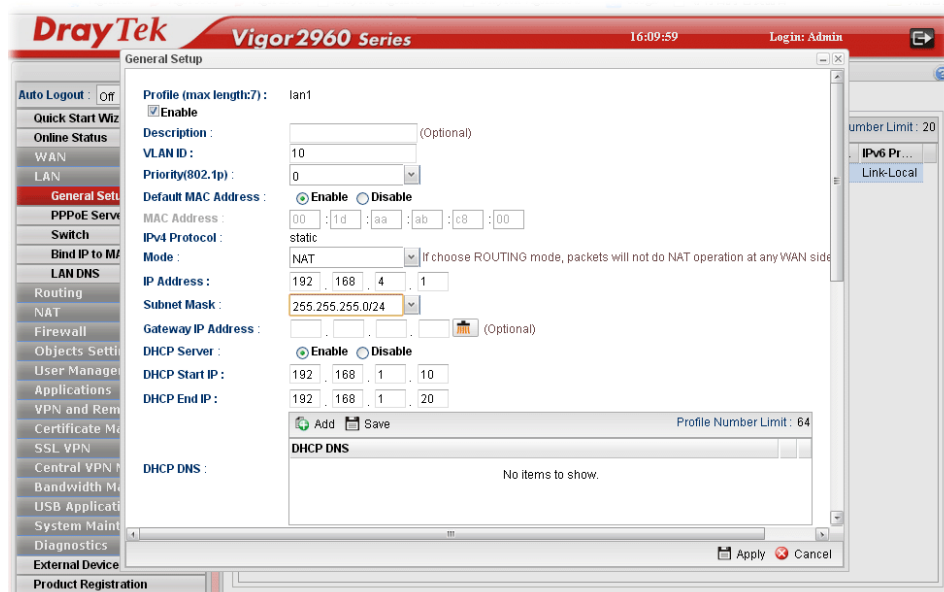 DrayTek Vigor 2960 Series 16:09:59 Login: Admin
General Setup
Auto Logout : Off
Quick Start Wiz
Online Status
WAN
LAN
General Setu
PPPoE Serve
Switch
Bind IP to MA
LAN DNS
Routing
NAT
Firewall
Objects Setti
User Manage
Applications
VPN and Rem
Certificate Ma
SSL VPN
Central VPN M
Bandwidth Ma
USB Applicati
System Maint
Diagnostics
External Device
Product Registration
Profile (max length:7) : lan1
Enable
Description : (Optional)
VLAN ID : 10
Priority(802.1p) : 0
Default MAC Address : Enable Disable
MAC Address : 00 : 1d : aa : ab : c8 : 00
IPv4 Protocol : static
Mode : NAT If choose ROUTING mode, packets will not do NAT operation at any WAN side
IP Address : 192 . 168 . 4 . 1
Subnet Mask : 255.255.255.0/24
Gateway IP Address : . . . (Optional)
DHCP Server : Enable Disable
DHCP Start IP : 192 . 168 . 1 . 10
DHCP End IP : 192 . 168 . 1 . 20
DHCP DNS :
Add Save Profile Number Limit : 64
DHCP DNS
No items to show.
Apply Cancel
umber Limit : 20
. IPv6 Pr...
Link-Local